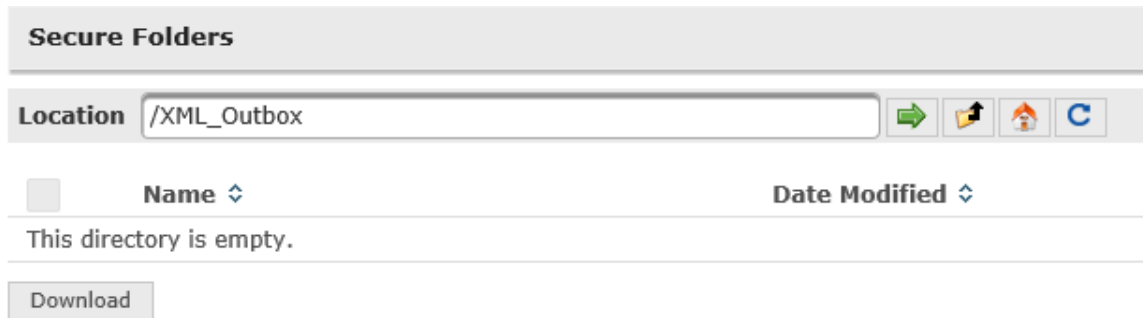 Secure Folders
Location /XML_Outbox
Name Date Modified
This directory is empty.
Download